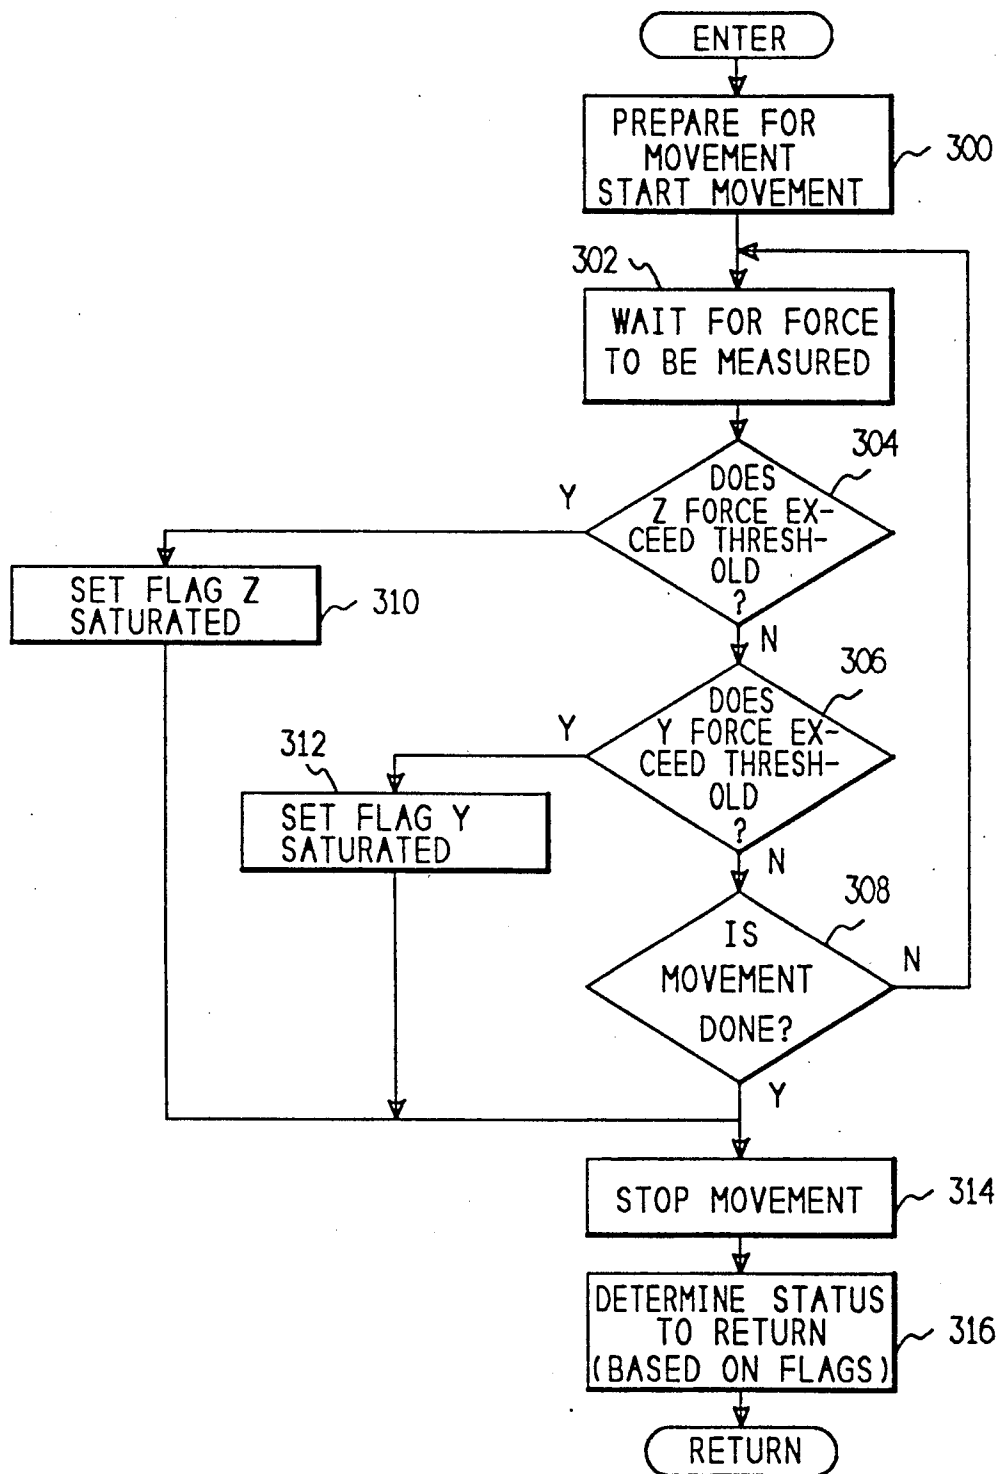 ENTER
PREPARE FOR
MOVEMENT
START MOVEMENT
300
302
WAIT FOR FORCE
TO BE MEASURED
304
DOES
Z FORCE EX-
CEED THRESH-
OLD
?
Y
N
SET FLAG Z
SATURATED
310
306
DOES
Y FORCE EX-
CEED THRESH-
OLD
?
Y
N
312
SET FLAG Y
SATURATED
308
IS
MOVEMENT
DONE?
N
Y
STOP MOVEMENT
314
DETERMINE STATUS
TO RETURN
(BASED ON FLAGS)
316
RETURN